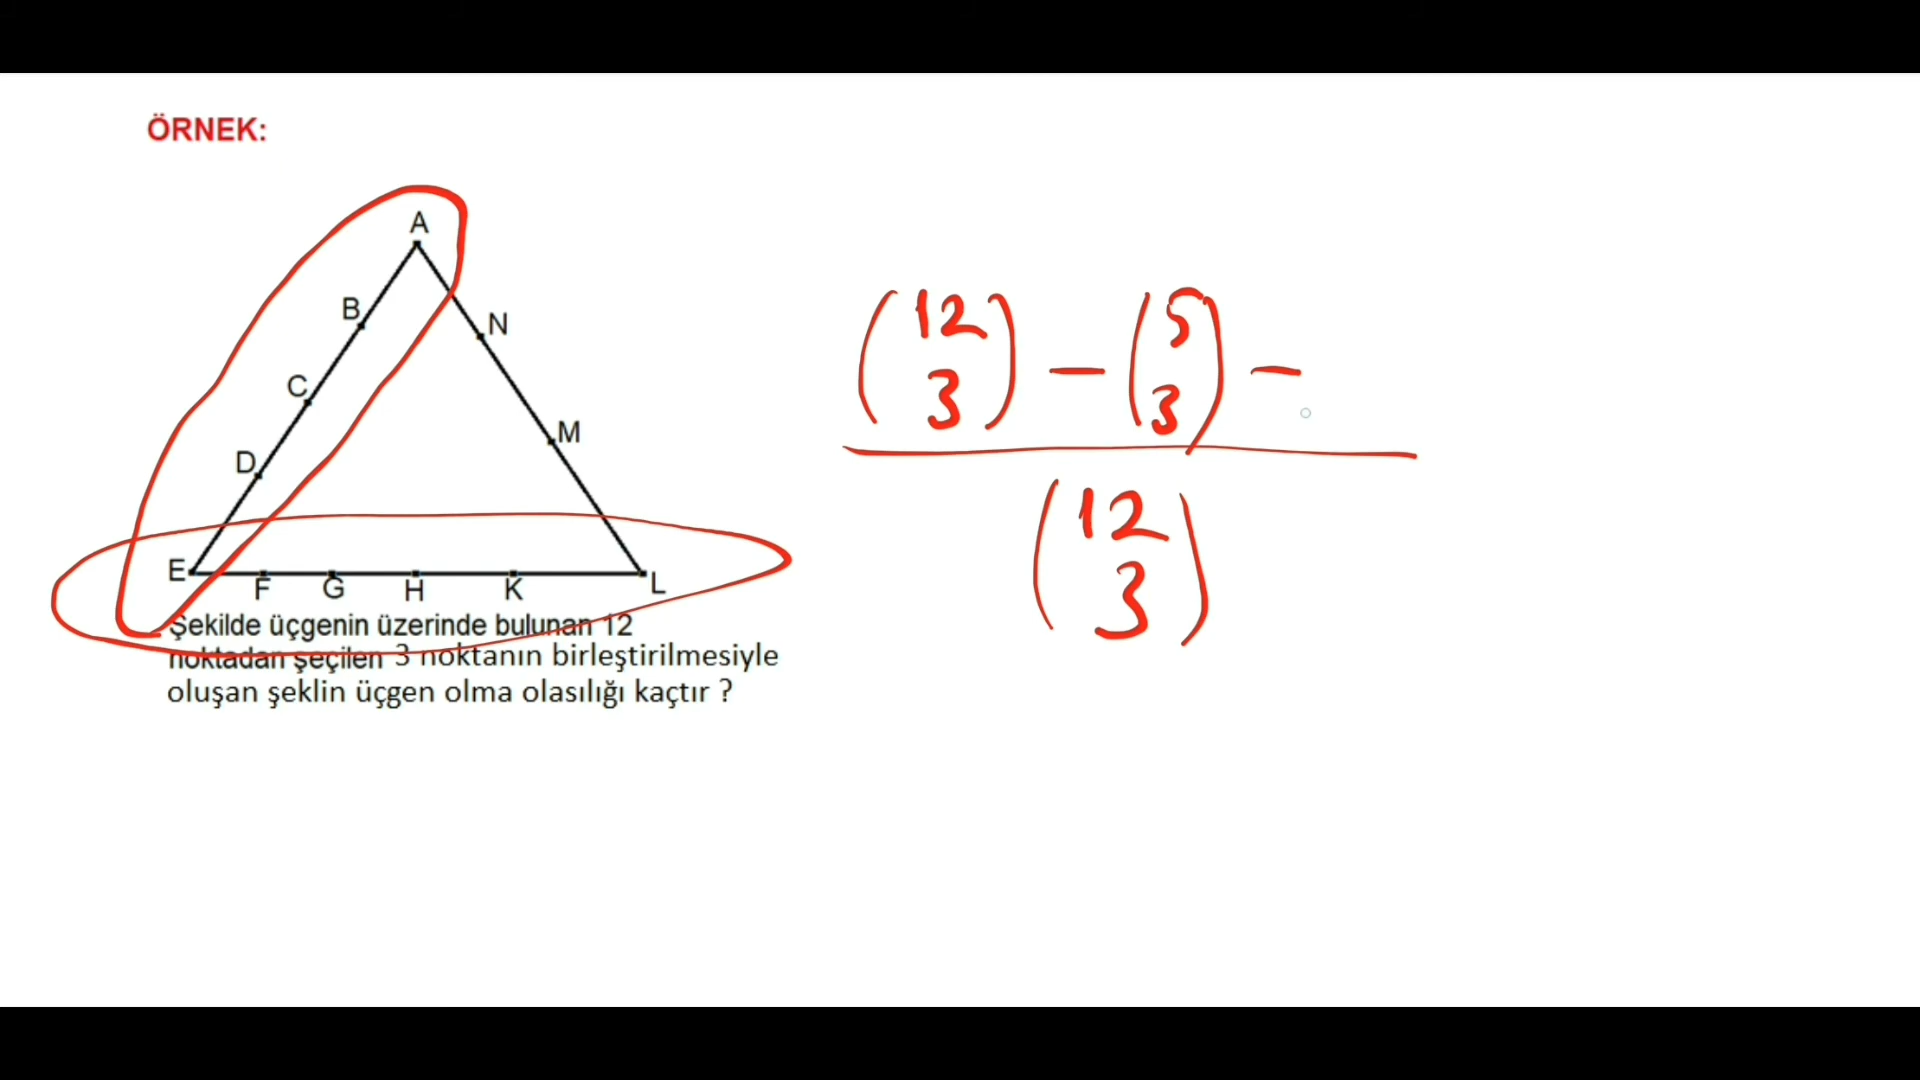 ÖRNEK:
A
B
N
C
M
D
E
F G H K L
Şekilde üçgenin üzerinde bulunan 12
noktadan seçilen 3 noktanın birleştirilmesiyle
oluşan şeklin üçgen olma olasılığı kaçtır ?
(12 3) - (5 3) -
(12 3)